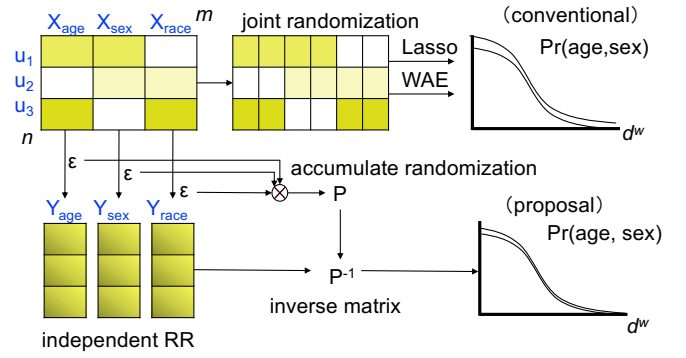 X_age X_sex X_race m
joint randomization
(conventional)
u_1
u_2
u_3
n
Lasso
WAE
Pr(age,sex)
d^w
ε
ε
ε
accumulate randomization
P
Y_age Y_sex Y_race
(proposal)
Pr(age, sex)
P^-1
inverse matrix
d^w
independent RR